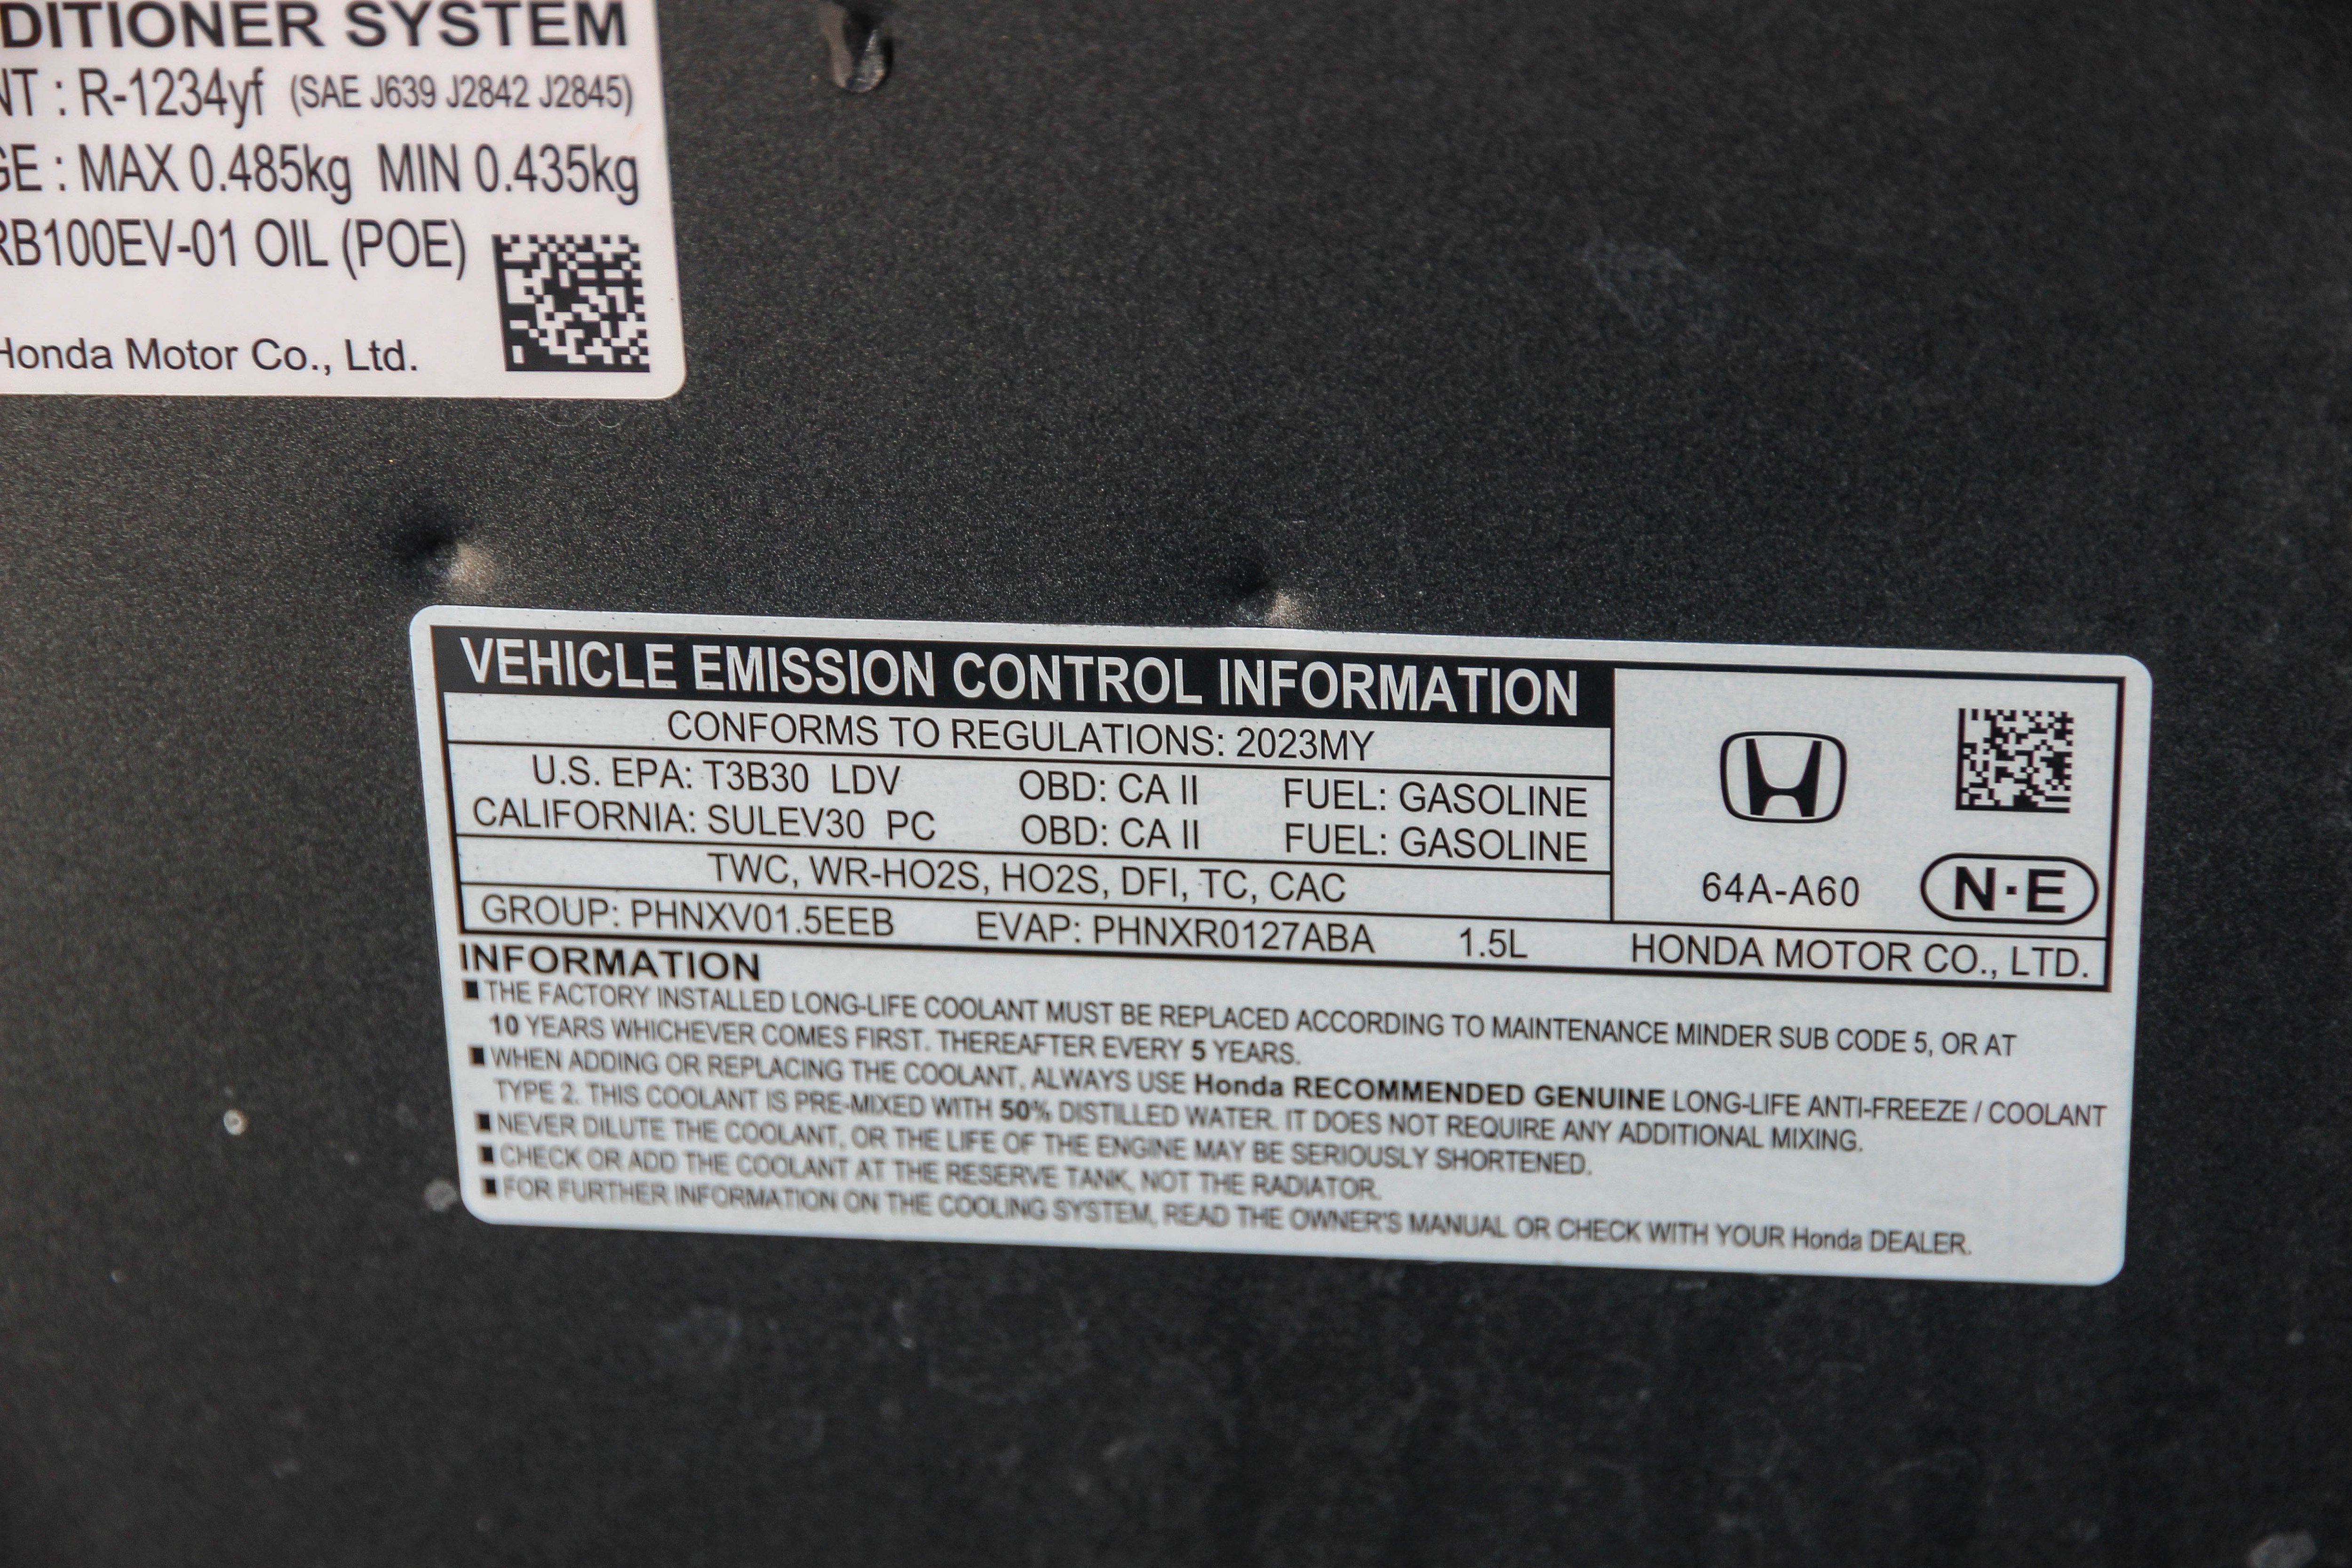 DITIONER SYSTEM
NT : R-1234yf (SAE J639 J2842 J2845)
GE : MAX 0.485kg MIN 0.435kg
RB100EV-01 OIL (POE)
Honda Motor Co., Ltd.
VEHICLE EMISSION CONTROL INFORMATION
CONFORMS TO REGULATIONS: 2023MY
U.S. EPA: T3B30 LDV OBD: CA II FUEL: GASOLINE
CALIFORNIA: SULEV30 PC OBD: CA II FUEL: GASOLINE
TWC, WR-HO2S, HO2S, DFI, TC, CAC
64A-A60 N·E
GROUP: PHNXV01.5EEB EVAP: PHNXR0127ABA 1.5L HONDA MOTOR CO., LTD.
INFORMATION
■THE FACTORY INSTALLED LONG-LIFE COOLANT MUST BE REPLACED ACCORDING TO MAINTENANCE MINDER SUB CODE 5, OR AT
10 YEARS WHICHEVER COMES FIRST. THEREAFTER EVERY 5 YEARS.
■WHEN ADDING OR REPLACING THE COOLANT, ALWAYS USE Honda RECOMMENDED GENUINE LONG-LIFE ANTI-FREEZE / COOLANT
TYPE 2. THIS COOLANT IS PRE-MIXED WITH 50% DISTILLED WATER. IT DOES NOT REQUIRE ANY ADDITIONAL MIXING.
■NEVER DILUTE THE COOLANT, OR THE LIFE OF THE ENGINE MAY BE SERIOUSLY SHORTENED.
■CHECK OR ADD THE COOLANT AT THE RESERVE TANK, NOT THE RADIATOR.
■FOR FURTHER INFORMATION ON THE COOLING SYSTEM, READ THE OWNER'S MANUAL OR CHECK WITH YOUR Honda DEALER.